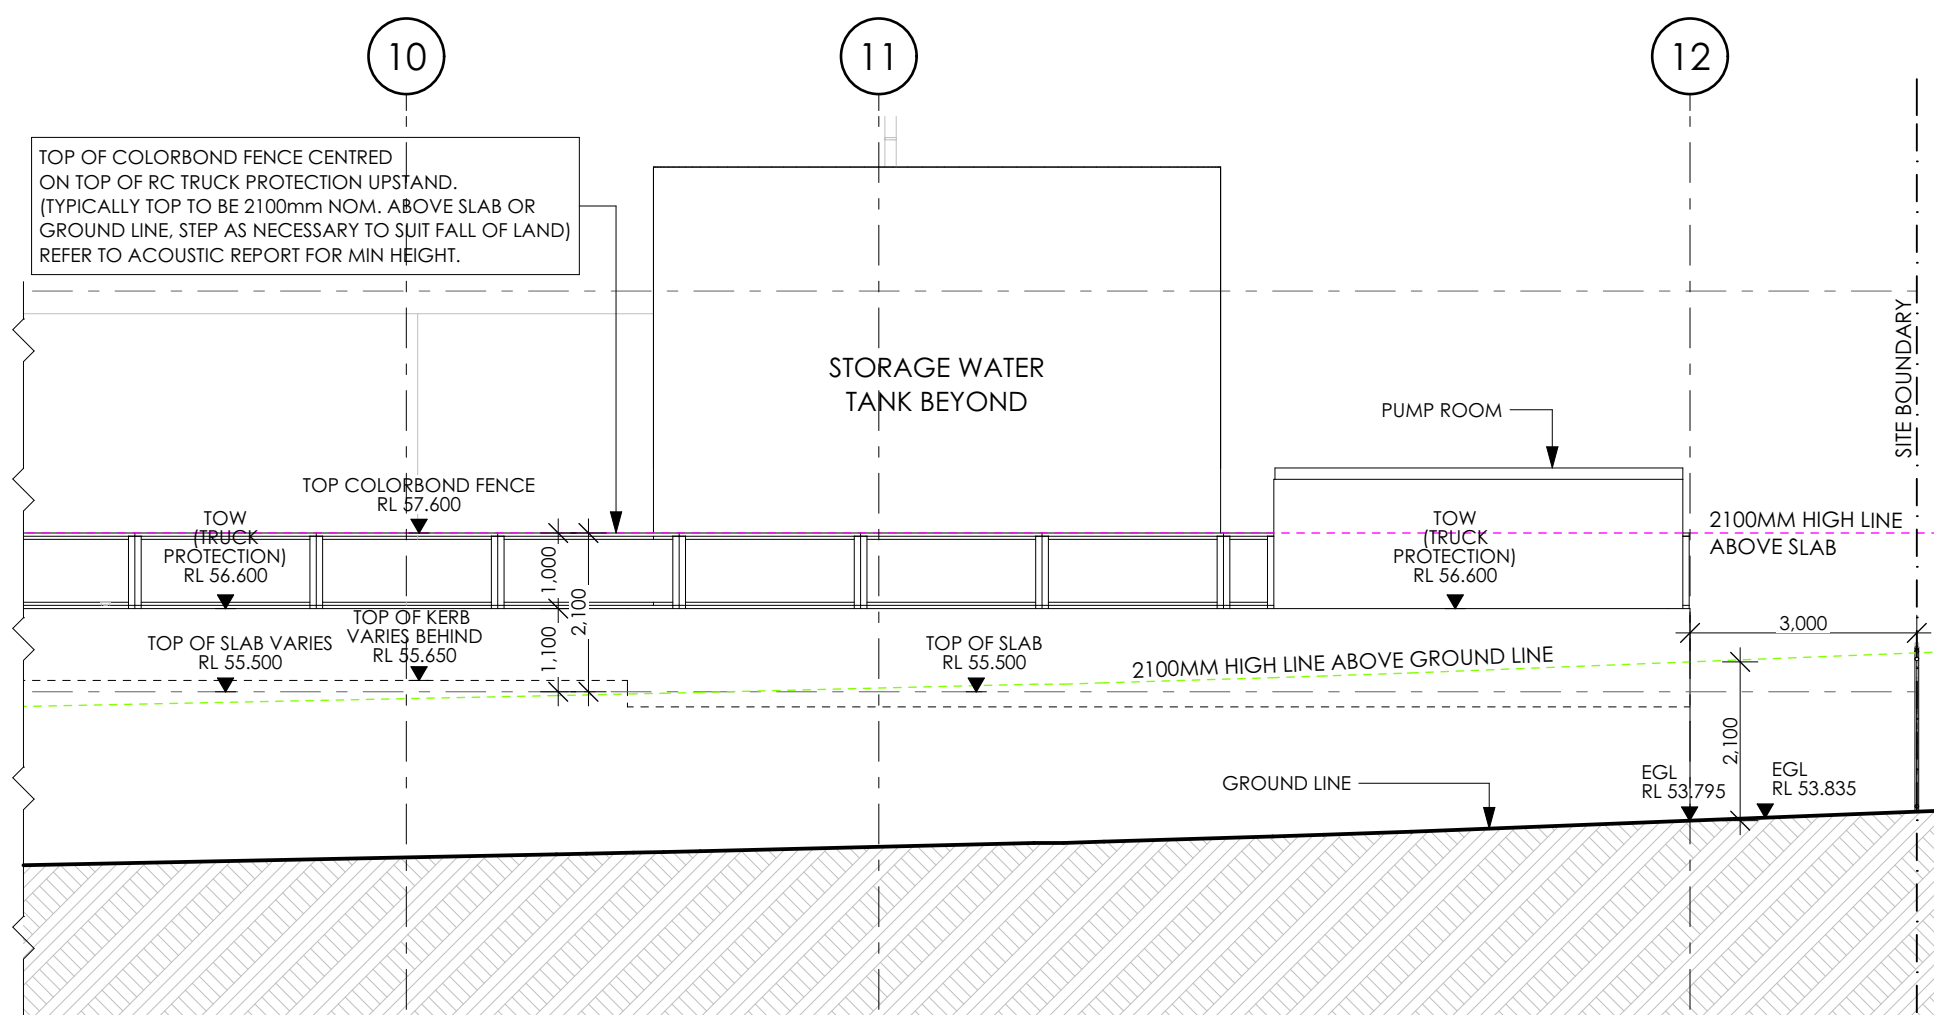 10
11
12
TOP OF COLORBOND FENCE CENTRED
ON TOP OF RC TRUCK PROTECTION UPSTAND.
(TYPICALLY TOP TO BE 2100mm NOM. ABOVE SLAB OR
GROUND LINE, STEP AS NECESSARY TO SUIT FALL OF LAND)
REFER TO ACOUSTIC REPORT FOR MIN HEIGHT.
STORAGE WATER
TANK BEYOND
PUMP ROOM
SITE BOUNDARY
TOP COLORBOND FENCE
RL 57.600
TOW
(TRUCK
PROTECTION)
RL 56.600
TOW
(TRUCK
PROTECTION)
RL 56.600
2100MM HIGH LINE
ABOVE SLAB
1,000
2,100
1,100
TOP OF KERB
VARIES BEHIND
RL 55.650
TOP OF SLAB VARIES
RL 55.500
TOP OF SLAB
RL 55.500
2100MM HIGH LINE ABOVE GROUND LINE
3,000
2,100
GROUND LINE
EGL
RL 53.795
EGL
RL 53.835